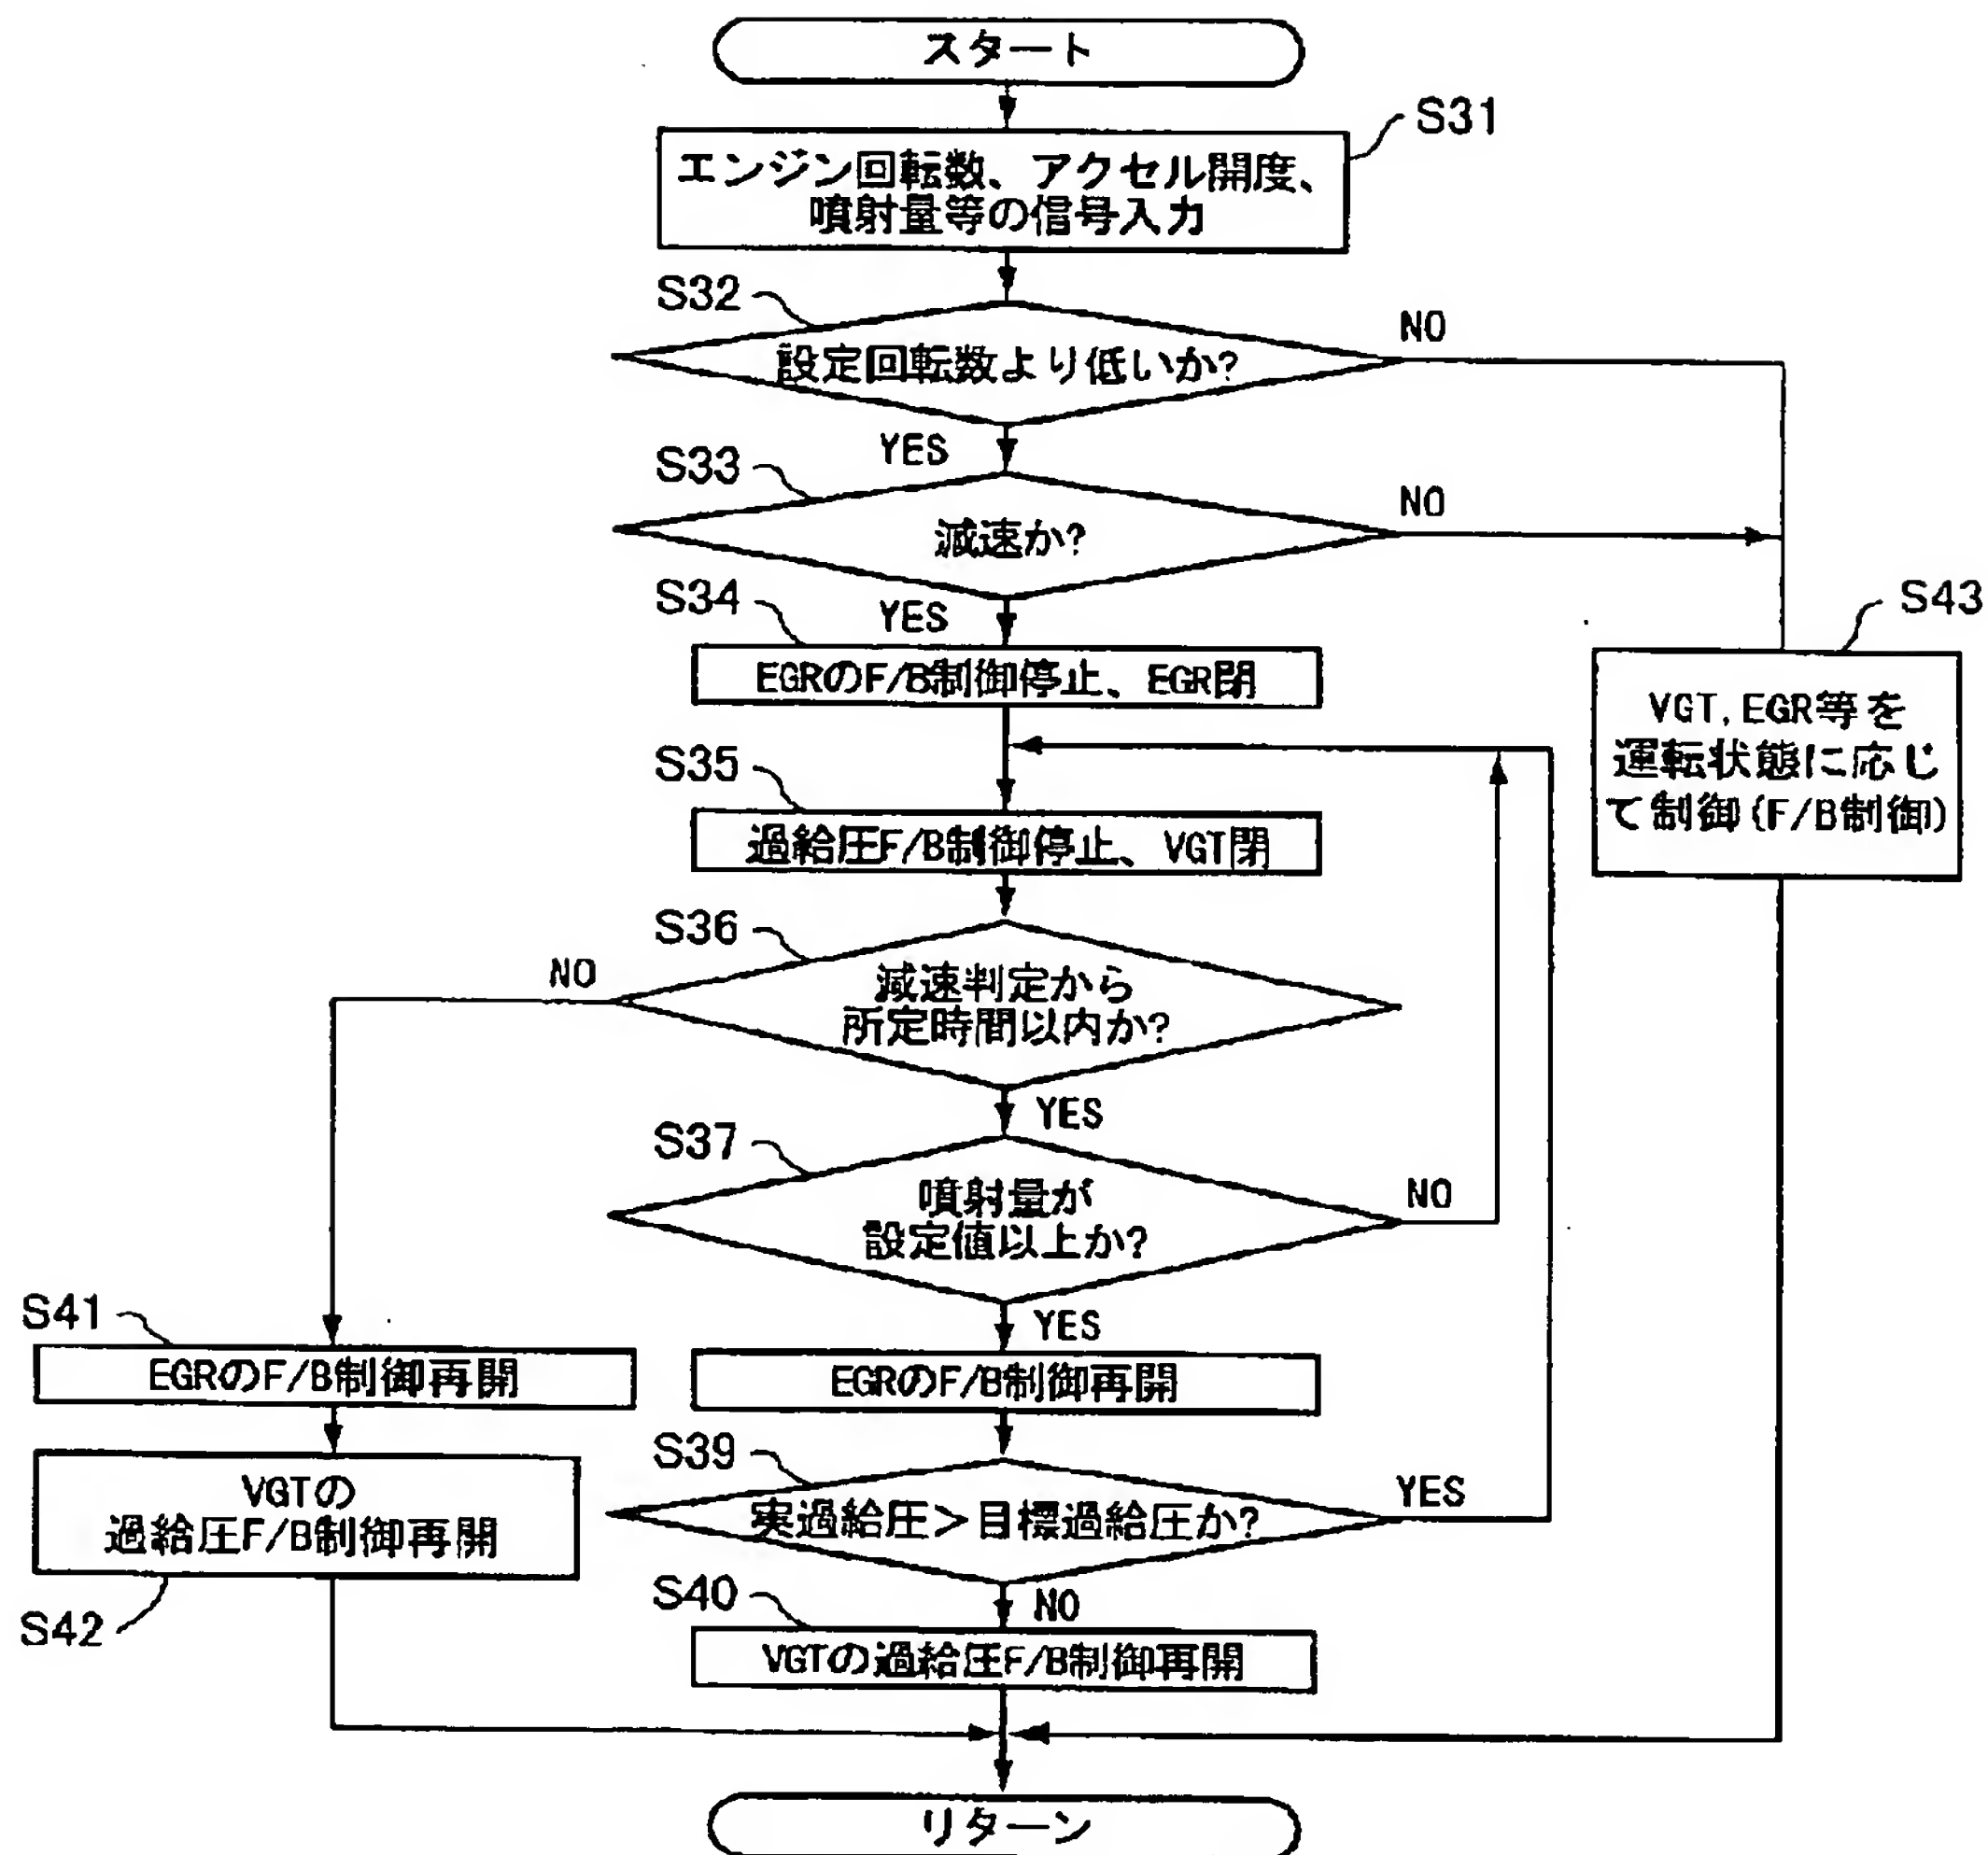 スタート
S31
エンジン回転数、アクセル開度、
噴射量等の信号入力
S32
設定回転数より低いか?
NO
YES
S33
減速か?
NO
YES
S34
EGRのF/B制御停止、EGR閉
S43
VGT,EGR等を
運転状態に応じ
て制御(F/B制御)
S35
過給圧F/B制御停止、VGT閉
S36
減速判定から
所定時間以内か?
NO
YES
S37
噴射量が
設定値以上か?
NO
YES
S41
EGRのF/B制御再開
EGRのF/B制御再開
S39
実過給圧>目標過給圧か?
YES
NO
VGTの
過給圧F/B制御再開
S42
S40
VGTの過給圧F/B制御再開
リターン